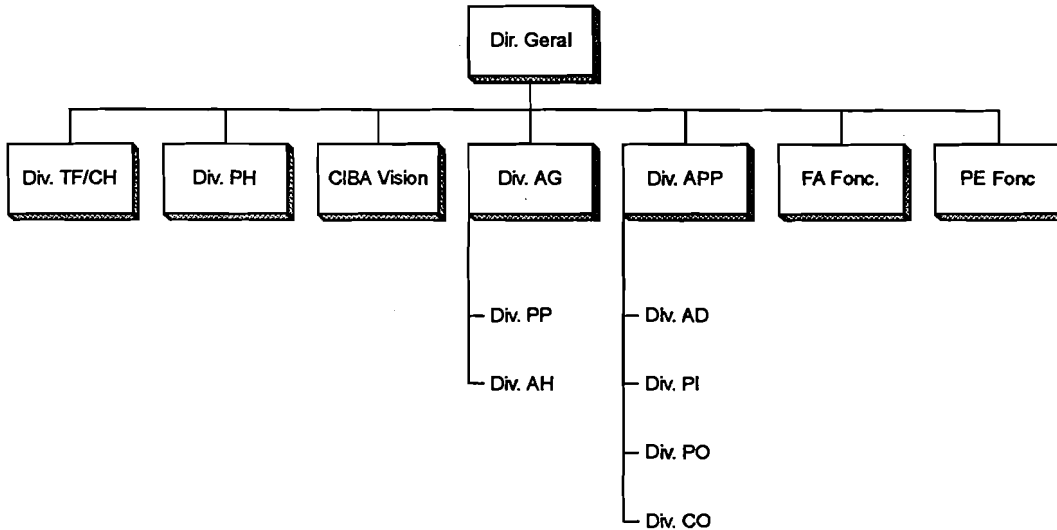 Dir. Geral
Div. TF/CH
Div. PH
CIBA Vision
Div. AG
Div. APP
FA Fonc.
PE Fonc
Div. PP
Div. AD
Div. AH
Div. PI
Div. PO
Div. CO